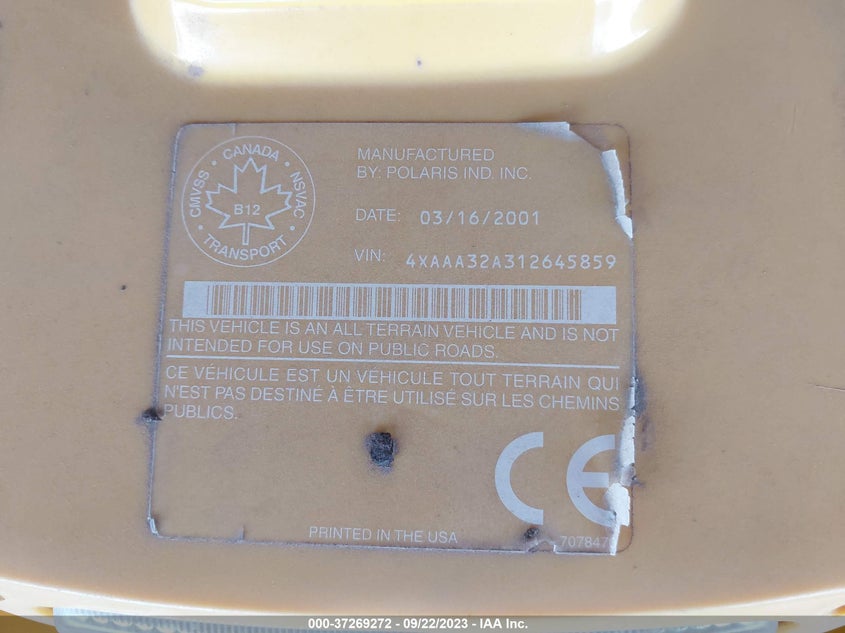 CANADA
CMVSS • NSVAC
B12
TRANSPORT
MANUFACTURED
BY: POLARIS IND. INC.
DATE: 03/16/2001
VIN: 4XAAA32A312645859
THIS VEHICLE IS AN ALL TERRAIN VEHICLE AND IS NOT
INTENDED FOR USE ON PUBLIC ROADS.
CE VÉHICULE EST UN VÉHICULE TOUT TERRAIN QUI
N'EST PAS DESTINÉ À ÊTRE UTILISÉ SUR LES CHEMINS
PUBLICS.
CE
PRINTED IN THE USA
000-37269272 - 09/22/2023 - IAA Inc.